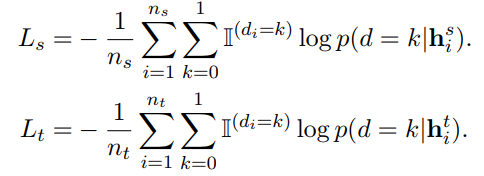 L_s = − \frac{1}{n_s} \sum_{i=1}^{n_s} \sum_{k=0}^{1} \mathbb{I}^{(d_i=k)} \log p(d = k|\mathbf{h}_i^s).
L_t = − \frac{1}{n_t} \sum_{i=1}^{n_t} \sum_{k=0}^{1} \mathbb{I}^{(d_i=k)} \log p(d = k|\mathbf{h}_i^t).